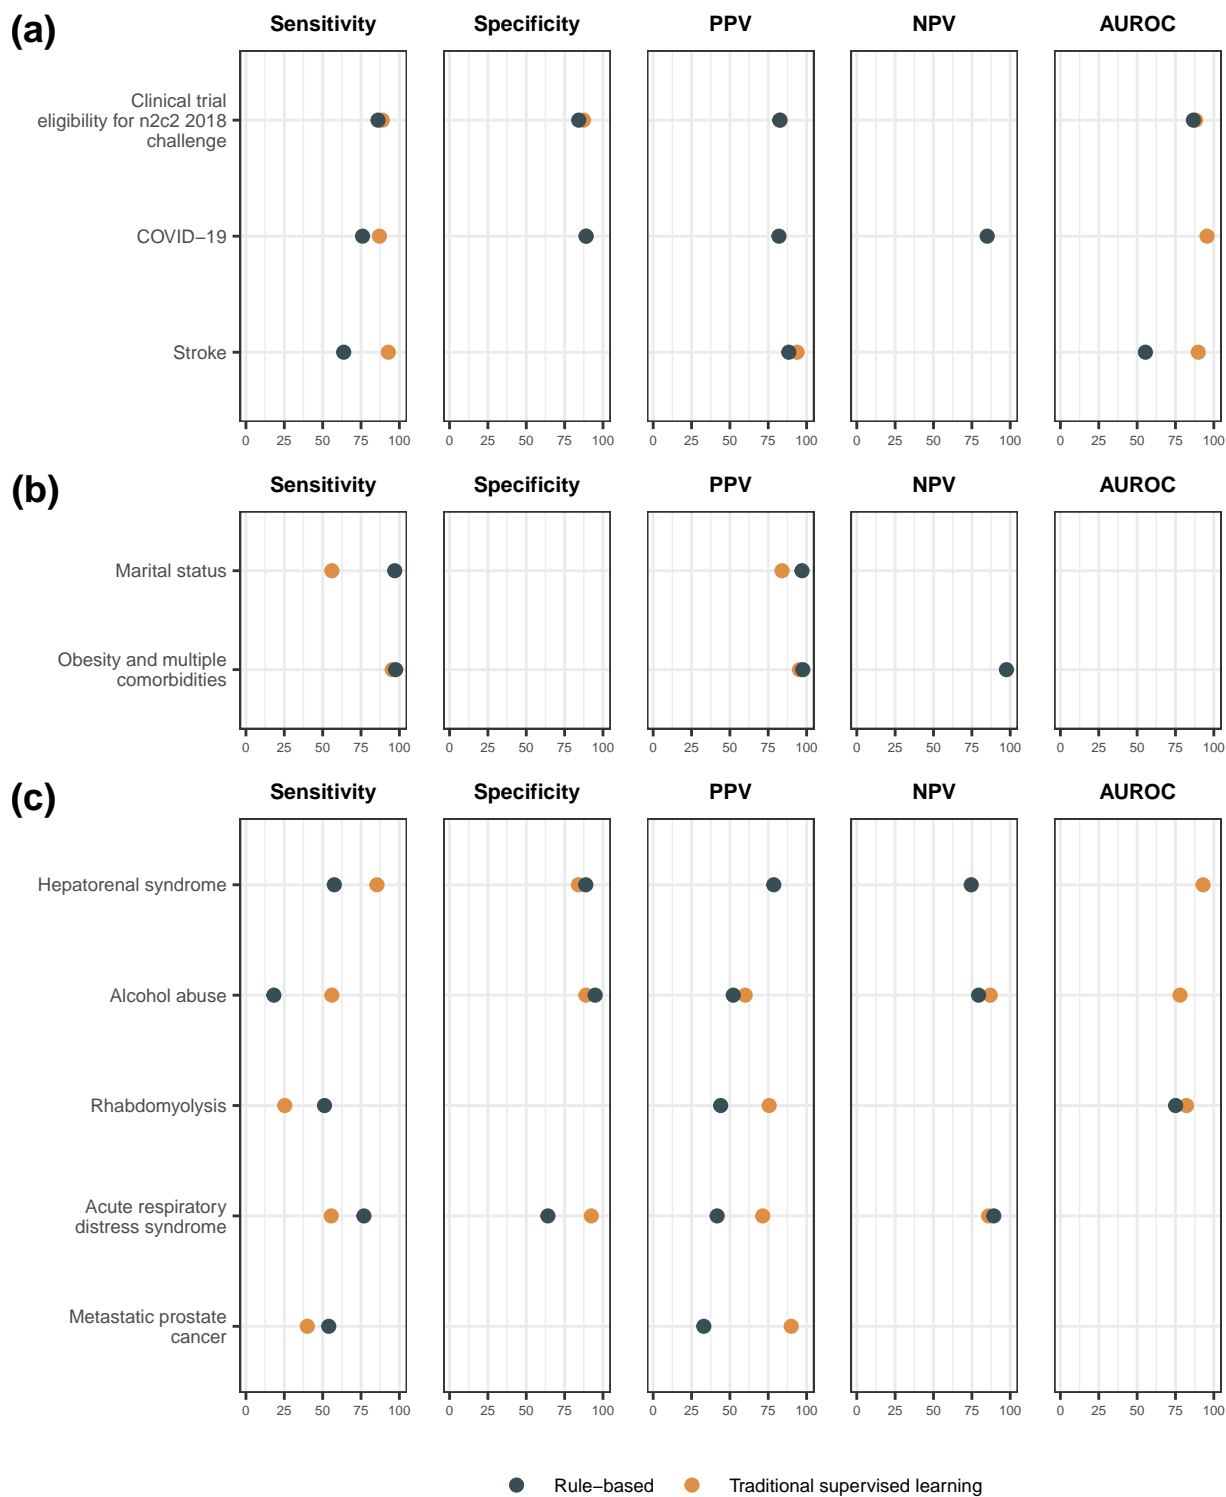 (a)
Sensitivity Specificity PPV NPV AUROC
Clinical trial
eligibility for n2c2 2018
challenge
COVID−19
Stroke
0 25 50 75 100 0 25 50 75 100 0 25 50 75 100 0 25 50 75 100 0 25 50 75 100
(b)
Sensitivity Specificity PPV NPV AUROC
Marital status
Obesity and multiple
comorbidities
0 25 50 75 100 0 25 50 75 100 0 25 50 75 100 0 25 50 75 100 0 25 50 75 100
(c)
Sensitivity Specificity PPV NPV AUROC
Hepatorenal syndrome
Alcohol abuse
Rhabdomyolysis
Acute respiratory
distress syndrome
Metastatic prostate
cancer
0 25 50 75 100 0 25 50 75 100 0 25 50 75 100 0 25 50 75 100 0 25 50 75 100
Rule−based Traditional supervised learning